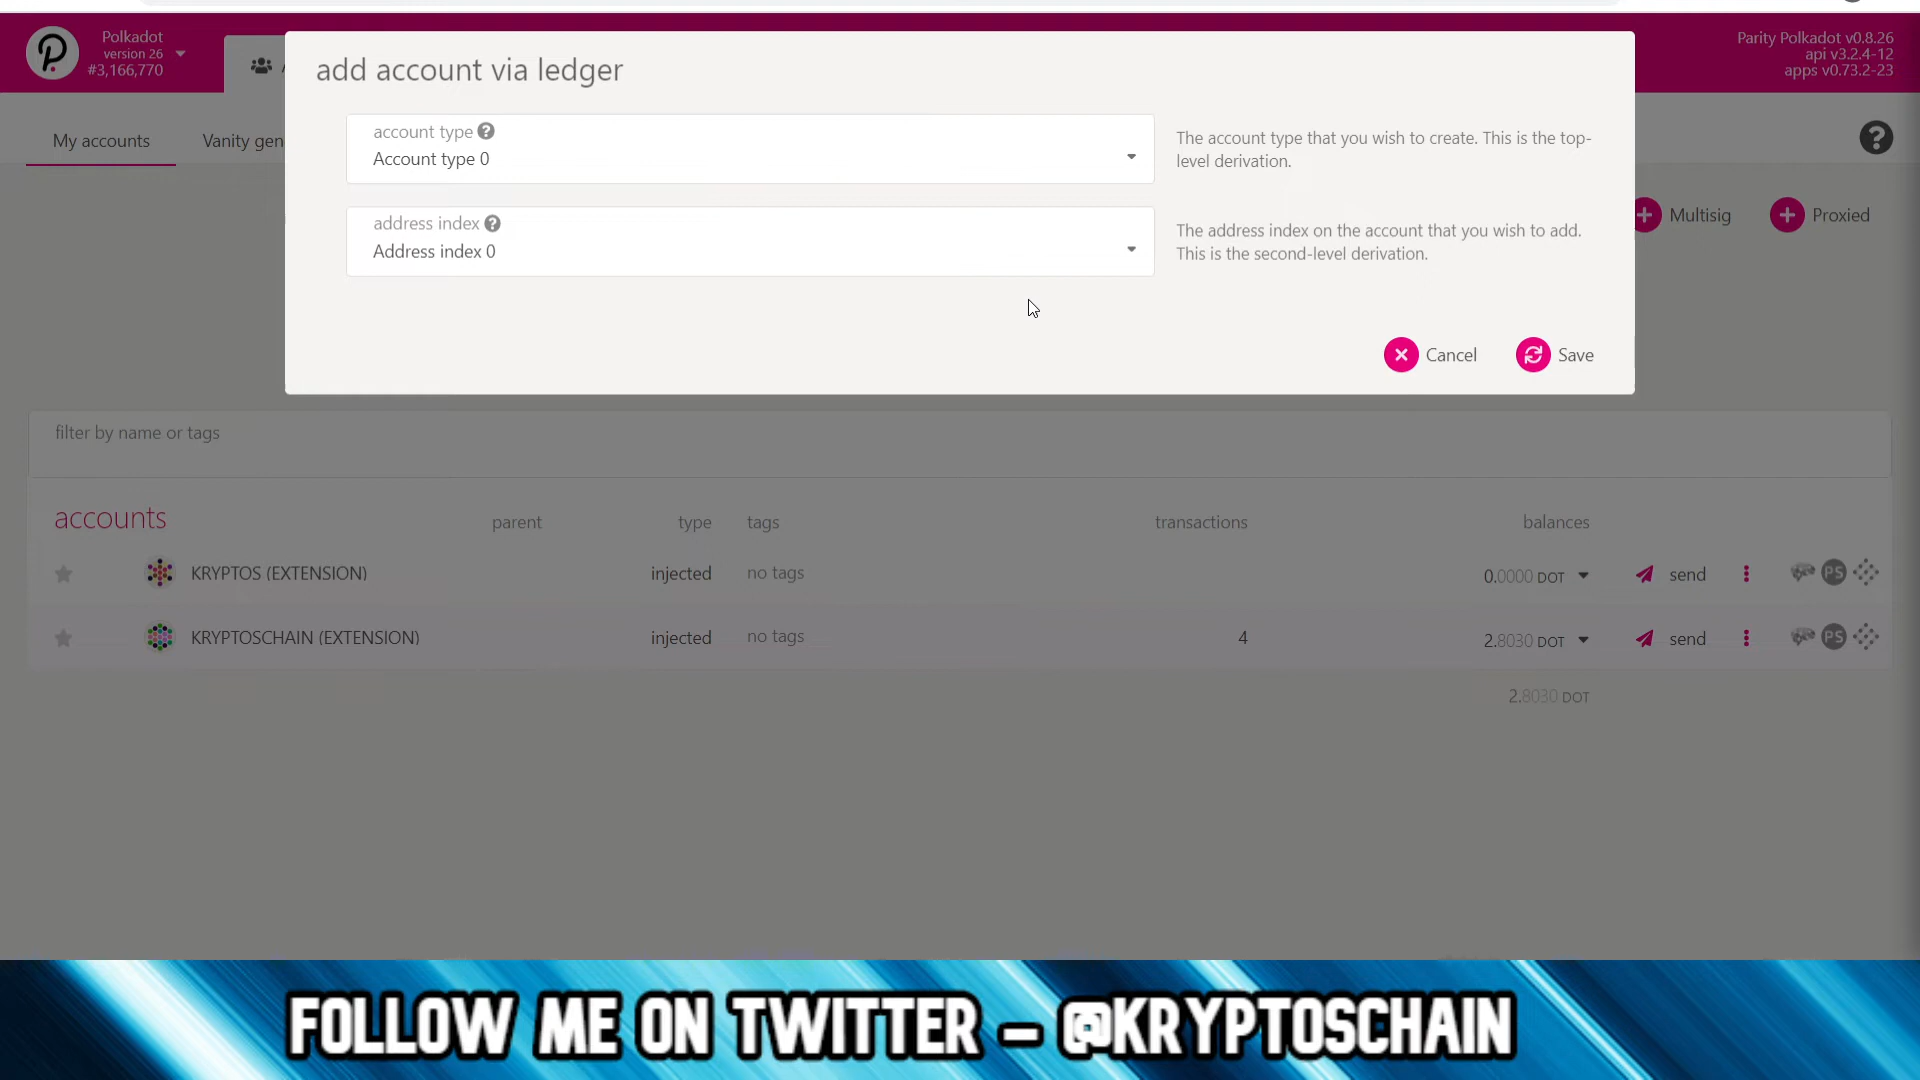 Polkadot
version 26
#3,166,770
A
Parity Polkadot v0.8.26
api v3.2.4-12
apps v0.73.2-23
add account via ledger
account type
Account type 0
The account type that you wish to create. This is the top-
level derivation.
address index
Address index 0
The address index on the account that you wish to add.
This is the second-level derivation.
Cancel
Save
My accounts
Vanity gen
Multisig
Proxied
filter by name or tags
accounts
parent
type
tags
transactions
balances
KRYPTOS (EXTENSION)
injected
no tags
0.0000 DOT
send
PS
KRYPTOSCHAIN (EXTENSION)
injected
no tags
4
2.8030 DOT
send
PS
2.8030 DOT
FOLLOW ME ON TWITTER – @KRYPTOSCHAIN